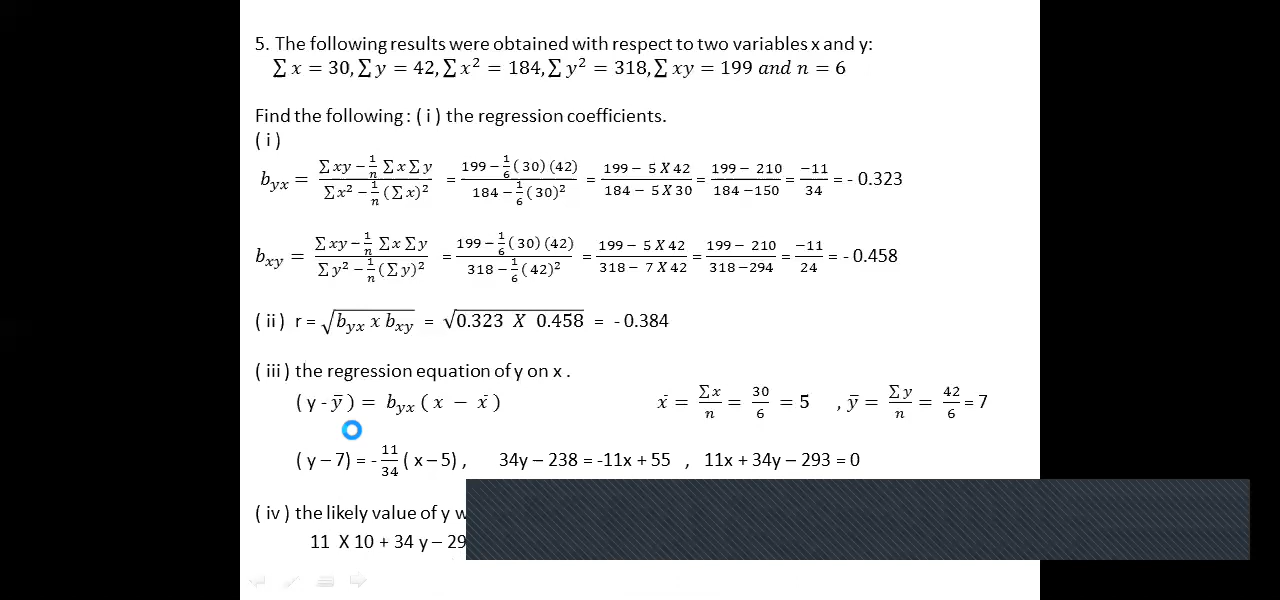 5. The following results were obtained with respect to two variables x and y:
∑ x = 30, ∑ y = 42, ∑ x² = 184, ∑ y² = 318, ∑ xy = 199 and n = 6
Find the following : ( i ) the regression coefficients.
( i )
b_yx = (∑ xy − 1/n ∑ x ∑ y)/(∑ x² − 1/n (∑ x)²) = (199 − 1/6 ( 30) (42))/(184 − 1/6 (30)²) = (199 − 5 X 42)/(184 − 5 X 30) = (199 − 210)/(184 −150) = −11/34 = - 0.323
b_xy = (∑ xy − 1/n ∑ x ∑ y)/(∑ y² − 1/n (∑ y)²) = (199 − 1/6 ( 30) (42))/(318 − 1/6 (42)²) = (199 − 5 X 42)/(318 − 7 X 42) = (199 − 210)/(318 −294) = −11/24 = - 0.458
( ii ) r = √(b_yx x b_xy) = √(0.323 X 0.458) = - 0.384
( iii ) the regression equation of y on x .
( y - ȳ ) = b_yx ( x − x̄ ) x̄ = ∑ x/n = 30/6 = 5 , ȳ = ∑ y/n = 42/6 = 7
( y – 7) = - 11/34 ( x – 5) , 34y – 238 = -11x + 55 , 11x + 34y – 293 = 0
( iv ) the likely value of y
11 X 10 + 34 y – 29